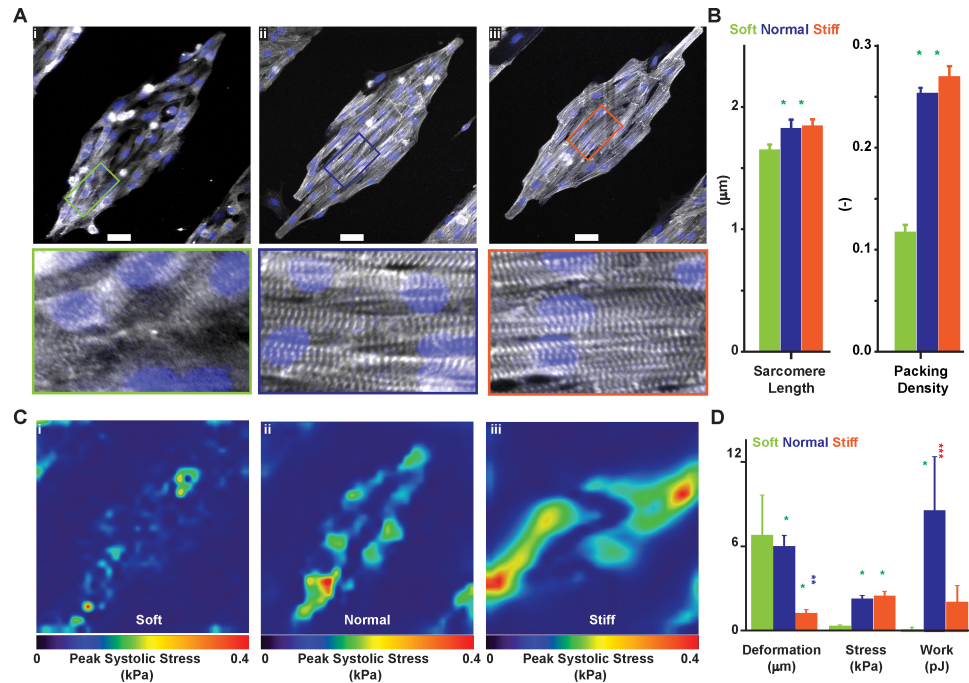 A
i
ii
iii
B
Soft Normal Stiff
2
1
0
(µm)
Sarcomere
Length
0.3
0.2
0.1
0.0
(-)
Packing
Density
* *
* *
C
i
ii
iii
Soft
Normal
Stiff
0 Peak Systolic Stress 0.4
(kPa)
0 Peak Systolic Stress 0.4
(kPa)
0 Peak Systolic Stress 0.4
(kPa)
D
Soft Normal Stiff
12
6
0
*
* **
* *
* ***
Deformation
(µm)
Stress
(kPa)
Work
(pJ)